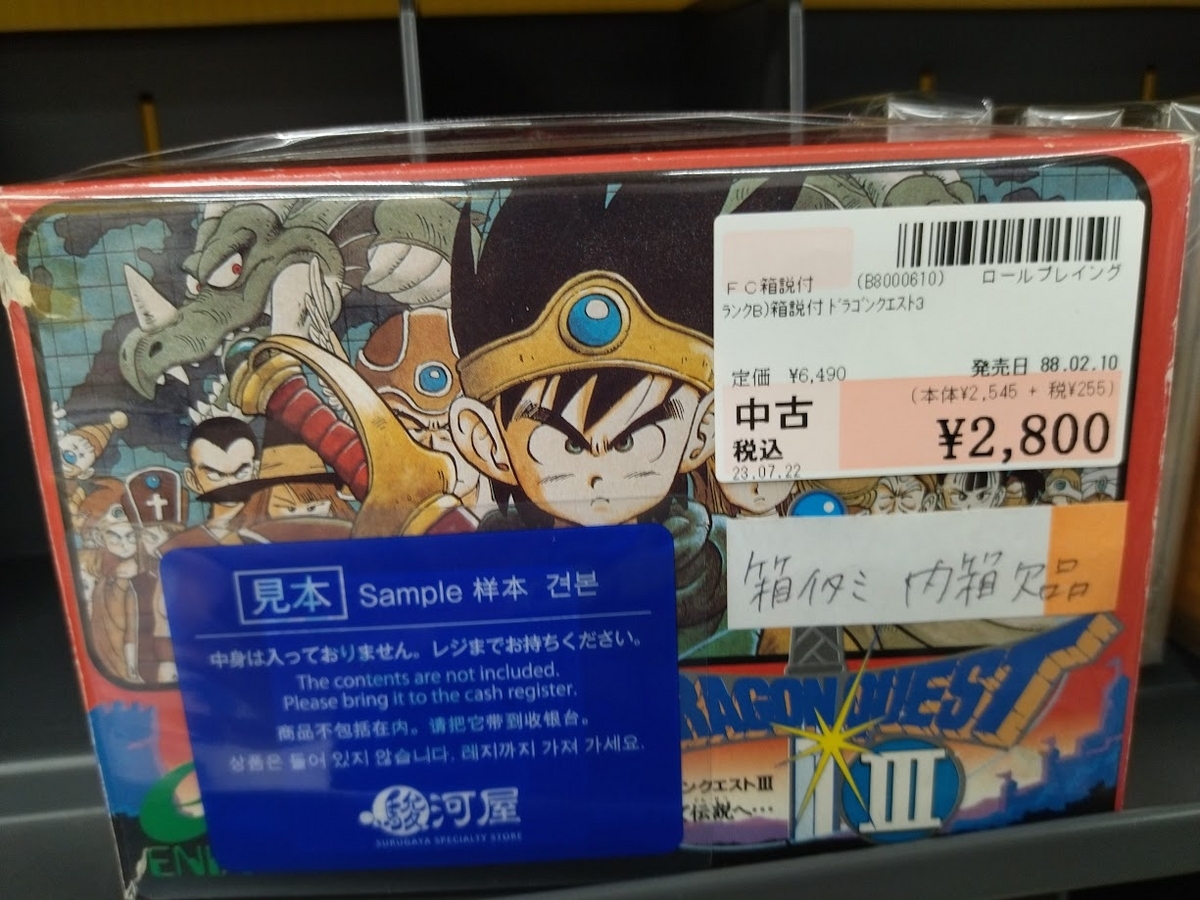 FC箱説付 (B8000610) ロールプレイング
ランクB)箱説付 ドラゴンクエスト3
定価 ¥6,490 発売日 88.02.10
(本体¥2,545 + 税¥255)
中古 ¥2,800
税込
23.07.22
箱イタミ 内箱欠品
見本 Sample 样本 견본
中身は入っておりません。レジまでお持ちください。
The contents are not included.
Please bring it to the cash register.
商品不包括在内。请把它带到收银台。
상품은 들어 있지 않습니다. 레지까지 가져 가세요.
駿河屋
SURUGAYA SPECIALTY STORE
RAGON QUEST
III
ンクエストIII
伝説へ…
EN